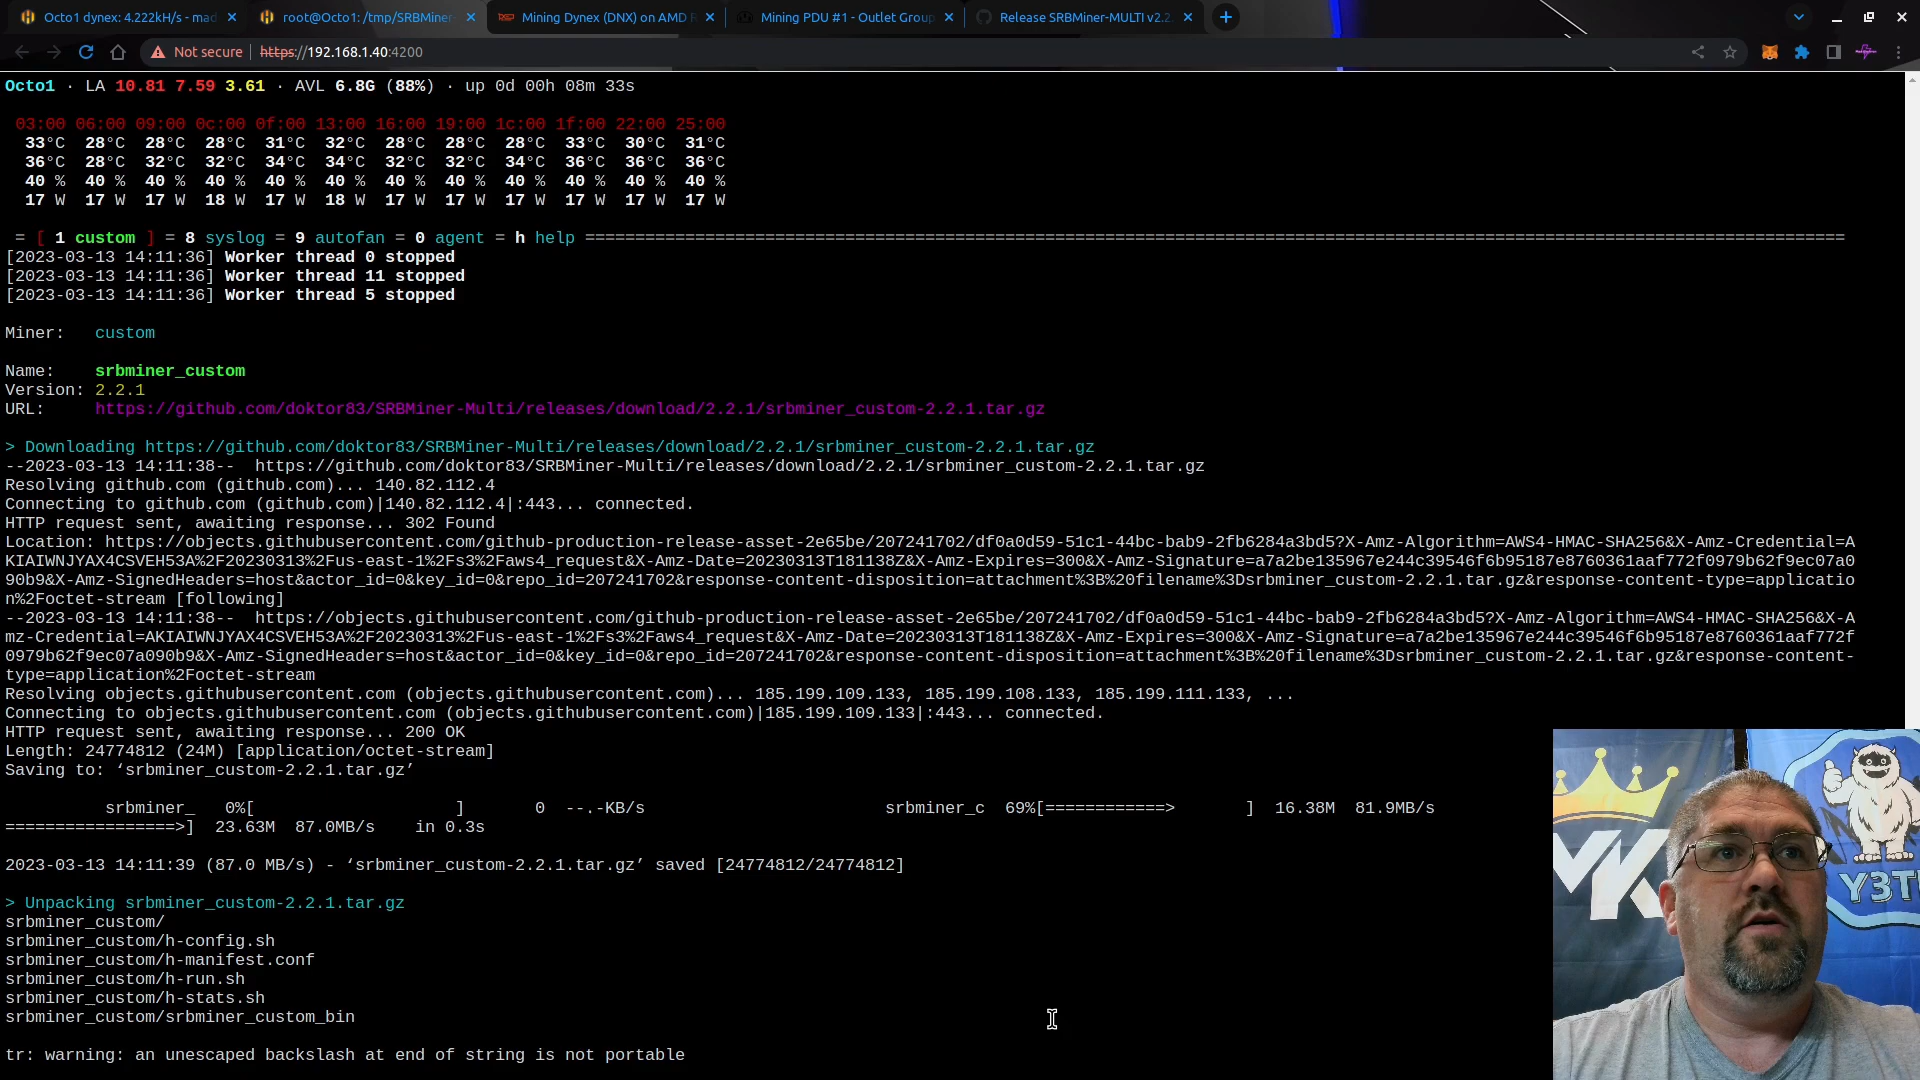 Octo1 dynex: 4.222kH/s - mad
root@Octo1: /tmp/SRBMiner-
Mining Dynex (DNX) on AMD R
Mining PDU #1 - Outlet Group
Release SRBMiner-MULTI v2.2.
Not secure https://192.168.1.40:4200
Octo1 · LA 10.81 7.59 3.61 · AVL 6.8G (88%) · up 0d 00h 08m 33s
03:00 06:00 09:00 0c:00 0f:00 13:00 16:00 19:00 1c:00 1f:00 22:00 25:00
33°C 28°C 28°C 28°C 31°C 32°C 28°C 28°C 28°C 33°C 30°C 31°C
36°C 28°C 32°C 32°C 34°C 34°C 32°C 32°C 34°C 36°C 36°C 36°C
40 % 40 % 40 % 40 % 40 % 40 % 40 % 40 % 40 % 40 % 40 % 40 %
17 W 17 W 17 W 18 W 17 W 18 W 17 W 17 W 17 W 17 W 17 W 17 W
= [ 1 custom ] = 8 syslog = 9 autofan = 0 agent = h help ==============================================================================================================================
[2023-03-13 14:11:36] Worker thread 0 stopped
[2023-03-13 14:11:36] Worker thread 11 stopped
[2023-03-13 14:11:36] Worker thread 5 stopped
Miner: custom
Name: srbminer_custom
Version: 2.2.1
URL: https://github.com/doktor83/SRBMiner-Multi/releases/download/2.2.1/srbminer_custom-2.2.1.tar.gz
> Downloading https://github.com/doktor83/SRBMiner-Multi/releases/download/2.2.1/srbminer_custom-2.2.1.tar.gz
--2023-03-13 14:11:38-- https://github.com/doktor83/SRBMiner-Multi/releases/download/2.2.1/srbminer_custom-2.2.1.tar.gz
Resolving github.com (github.com)... 140.82.112.4
Connecting to github.com (github.com)|140.82.112.4|:443... connected.
HTTP request sent, awaiting response... 302 Found
Location: https://objects.githubusercontent.com/github-production-release-asset-2e65be/207241702/df0a0d59-51c1-44bc-bab9-2fb6284a3bd5?X-Amz-Algorithm=AWS4-HMAC-SHA256&X-Amz-Credential=A
KIAIWNJYAX4CSVEH53A%2F20230313%2Fus-east-1%2Fs3%2Faws4_request&X-Amz-Date=20230313T181138Z&X-Amz-Expires=300&X-Amz-Signature=a7a2be135967e244c39546f6b95187e8760361aaf772f0979b62f9ec07a0
90b9&X-Amz-SignedHeaders=host&actor_id=0&key_id=0&repo_id=207241702&response-content-disposition=attachment%3B%20filename%3Dsrbminer_custom-2.2.1.tar.gz&response-content-type=applicatio
n%2Foctet-stream [following]
--2023-03-13 14:11:38-- https://objects.githubusercontent.com/github-production-release-asset-2e65be/207241702/df0a0d59-51c1-44bc-bab9-2fb6284a3bd5?X-Amz-Algorithm=AWS4-HMAC-SHA256&X-A
mz-Credential=AKIAIWNJYAX4CSVEH53A%2F20230313%2Fus-east-1%2Fs3%2Faws4_request&X-Amz-Date=20230313T181138Z&X-Amz-Expires=300&X-Amz-Signature=a7a2be135967e244c39546f6b95187e8760361aaf772f
0979b62f9ec07a090b9&X-Amz-SignedHeaders=host&actor_id=0&key_id=0&repo_id=207241702&response-content-disposition=attachment%3B%20filename%3Dsrbminer_custom-2.2.1.tar.gz&response-content-
type=application%2Foctet-stream
Resolving objects.githubusercontent.com (objects.githubusercontent.com)... 185.199.109.133, 185.199.108.133, 185.199.111.133, ...
Connecting to objects.githubusercontent.com (objects.githubusercontent.com)|185.199.109.133|:443... connected.
HTTP request sent, awaiting response... 200 OK
Length: 24774812 (24M) [application/octet-stream]
Saving to: ‘srbminer_custom-2.2.1.tar.gz’
srbminer_ 0%[ ] 0 --.-KB/s srbminer_c 69%[============> ] 16.38M 81.9MB/s
=================>] 23.63M 87.0MB/s in 0.3s
2023-03-13 14:11:39 (87.0 MB/s) - ‘srbminer_custom-2.2.1.tar.gz’ saved [24774812/24774812]
> Unpacking srbminer_custom-2.2.1.tar.gz
srbminer_custom/
srbminer_custom/h-config.sh
srbminer_custom/h-manifest.conf
srbminer_custom/h-run.sh
srbminer_custom/h-stats.sh
srbminer_custom/srbminer_custom_bin
tr: warning: an unescaped backslash at end of string is not portable
Y3TI